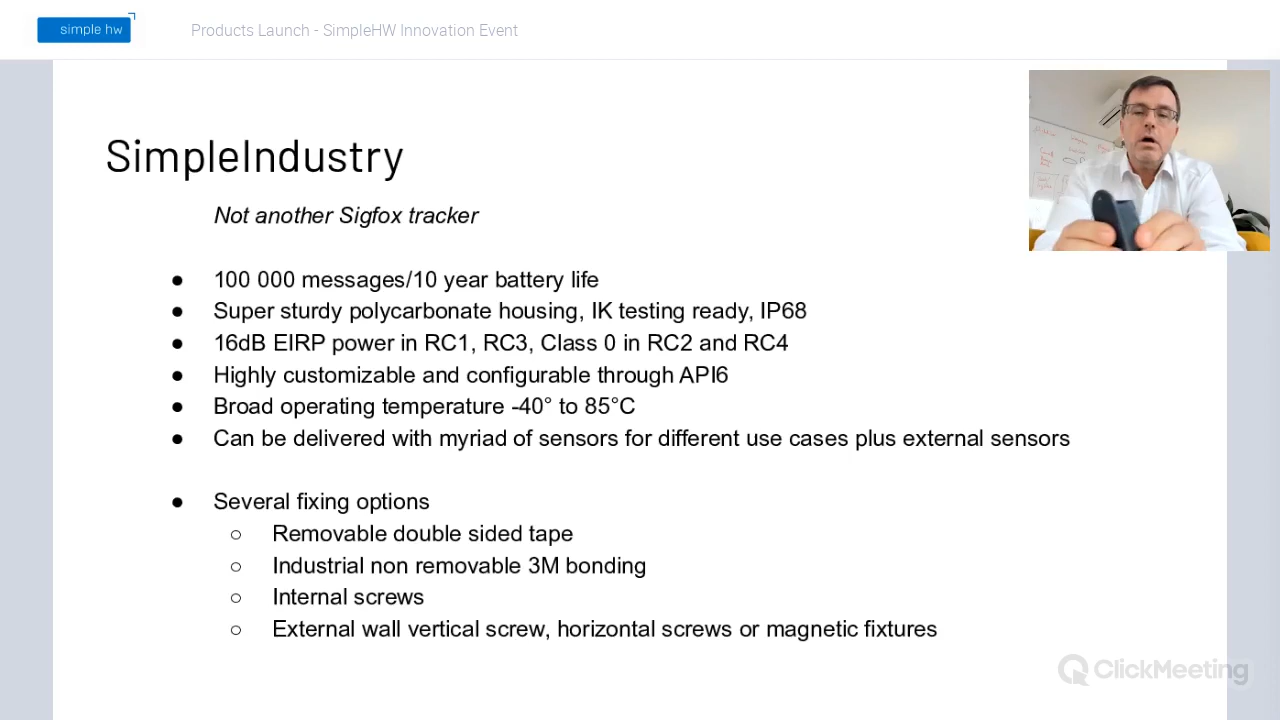 simple hw
Products Launch - SimpleHW Innovation Event
SimpleIndustry
Not another Sigfox tracker
● 100 000 messages/10 year battery life
● Super sturdy polycarbonate housing, IK testing ready, IP68
● 16dB EIRP power in RC1, RC3, Class 0 in RC2 and RC4
● Highly customizable and configurable through API6
● Broad operating temperature -40° to 85°C
● Can be delivered with myriad of sensors for different use cases plus external sensors
● Several fixing options
○ Removable double sided tape
○ Industrial non removable 3M bonding
○ Internal screws
○ External wall vertical screw, horizontal screws or magnetic fixtures
ClickMeeting